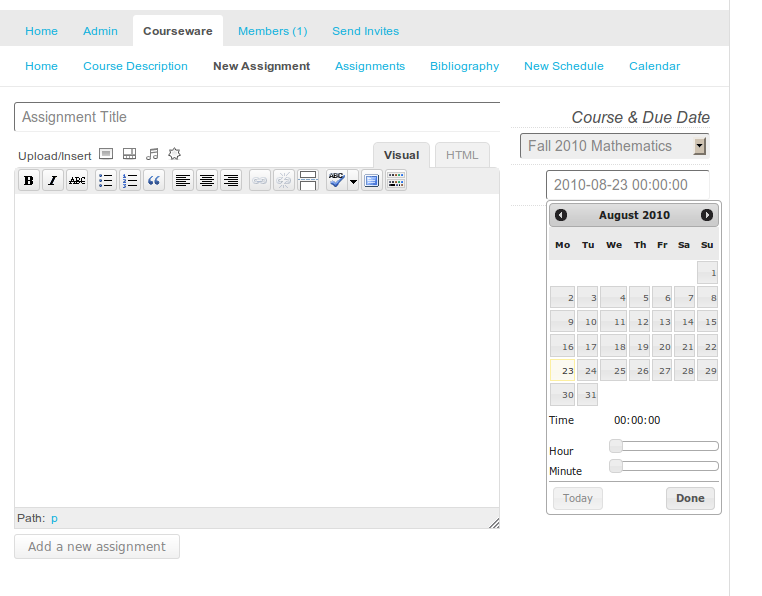 Home Admin Courseware Members (1) Send Invites
Home Course Description New Assignment Assignments Bibliography New Schedule Calendar
Assignment Title
Course & Due Date
Fall 2010 Mathematics
Upload/Insert Visual HTML
B I ABC ABC
2010-08-23 00:00:00
August 2010
Mo Tu We Th Fr Sa Su
1
2 3 4 5 6 7 8
9 10 11 12 13 14 15
16 17 18 19 20 21 22
23 24 25 26 27 28 29
30 31
Time 00:00:00
Hour
Minute
Today Done
Path: p
Add a new assignment